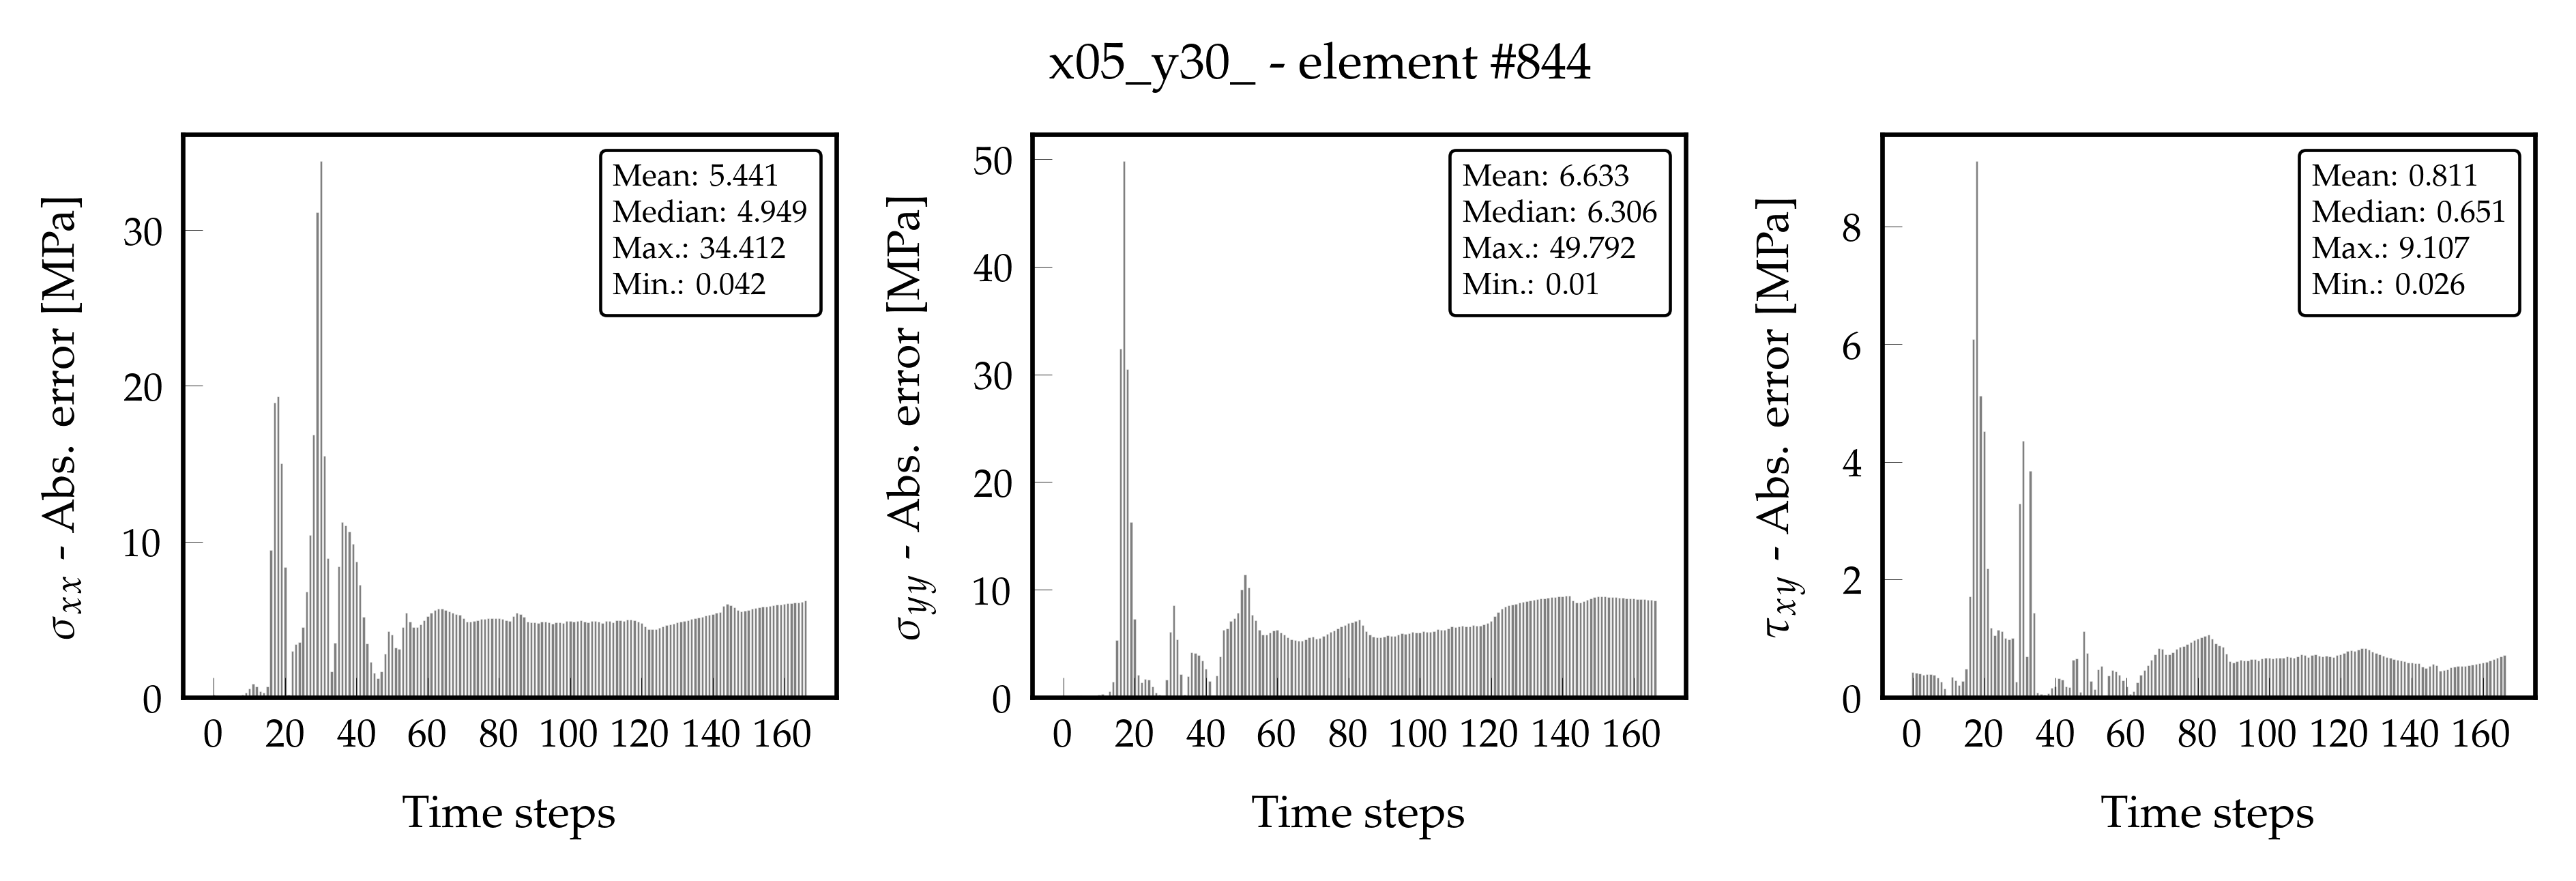 x05_y30_ - element #844
σxx - Abs. error [MPa]
30
20
10
0
Mean: 5.441
Median: 4.949
Max.: 34.412
Min.: 0.042
0 20 40 60 80 100 120 140 160
Time steps
σyy - Abs. error [MPa]
50
40
30
20
10
0
Mean: 6.633
Median: 6.306
Max.: 49.792
Min.: 0.01
0 20 40 60 80 100 120 140 160
Time steps
τxy - Abs. error [MPa]
8
6
4
2
0
Mean: 0.811
Median: 0.651
Max.: 9.107
Min.: 0.026
0 20 40 60 80 100 120 140 160
Time steps